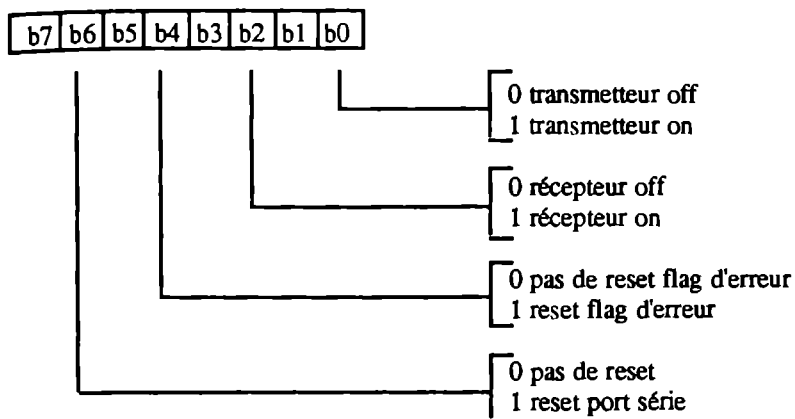 b7 b6 b5 b4 b3 b2 b1 b0
0 transmetteur off
1 transmetteur on
0 récepteur off
1 récepteur on
0 pas de reset flag d'erreur
1 reset flag d'erreur
0 pas de reset
1 reset port série